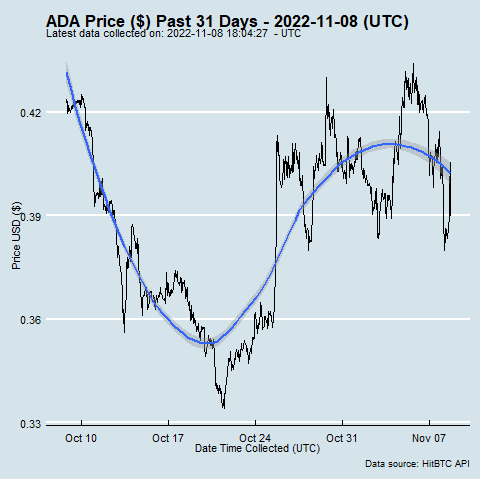 ADA Price ($) Past 31 Days - 2022-11-08 (UTC)
Latest data collected on: 2022-11-08 18:04:27 - UTC
0.42
0.39
0.36
0.33
Price USD ($)
Oct 10 Oct 17 Oct 24 Oct 31 Nov 07
Date Time Collected (UTC)
Data source: HitBTC API